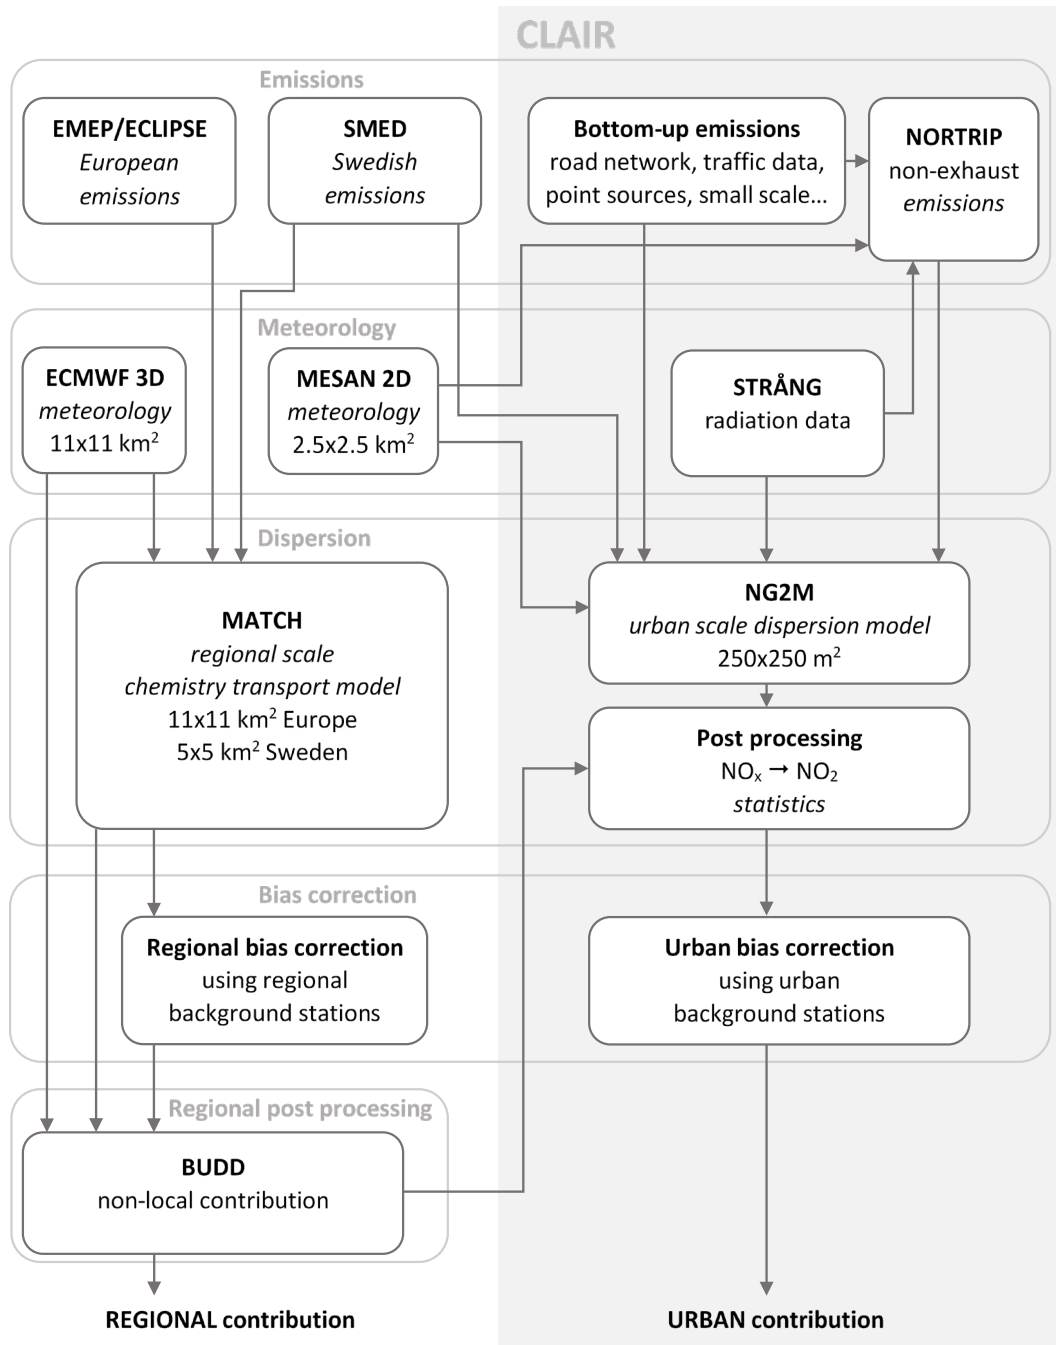 CLAIR
Emissions
EMEP/ECLIPSE
European
emissions
SMED
Swedish
emissions
Bottom-up emissions
road network, traffic data,
point sources, small scale...
NORTRIP
non-exhaust
emissions
Meteorology
ECMWF 3D
meteorology
11x11 km²
MESAN 2D
meteorology
2.5x2.5 km²
STRÅNG
radiation data
Dispersion
MATCH
regional scale
chemistry transport model
11x11 km² Europe
5x5 km² Sweden
NG2M
urban scale dispersion model
250x250 m²
Post processing
NOₓ → NO₂
statistics
Bias correction
Regional bias correction
using regional
background stations
Urban bias correction
using urban
background stations
Regional post processing
BUDD
non-local contribution
REGIONAL contribution
URBAN contribution